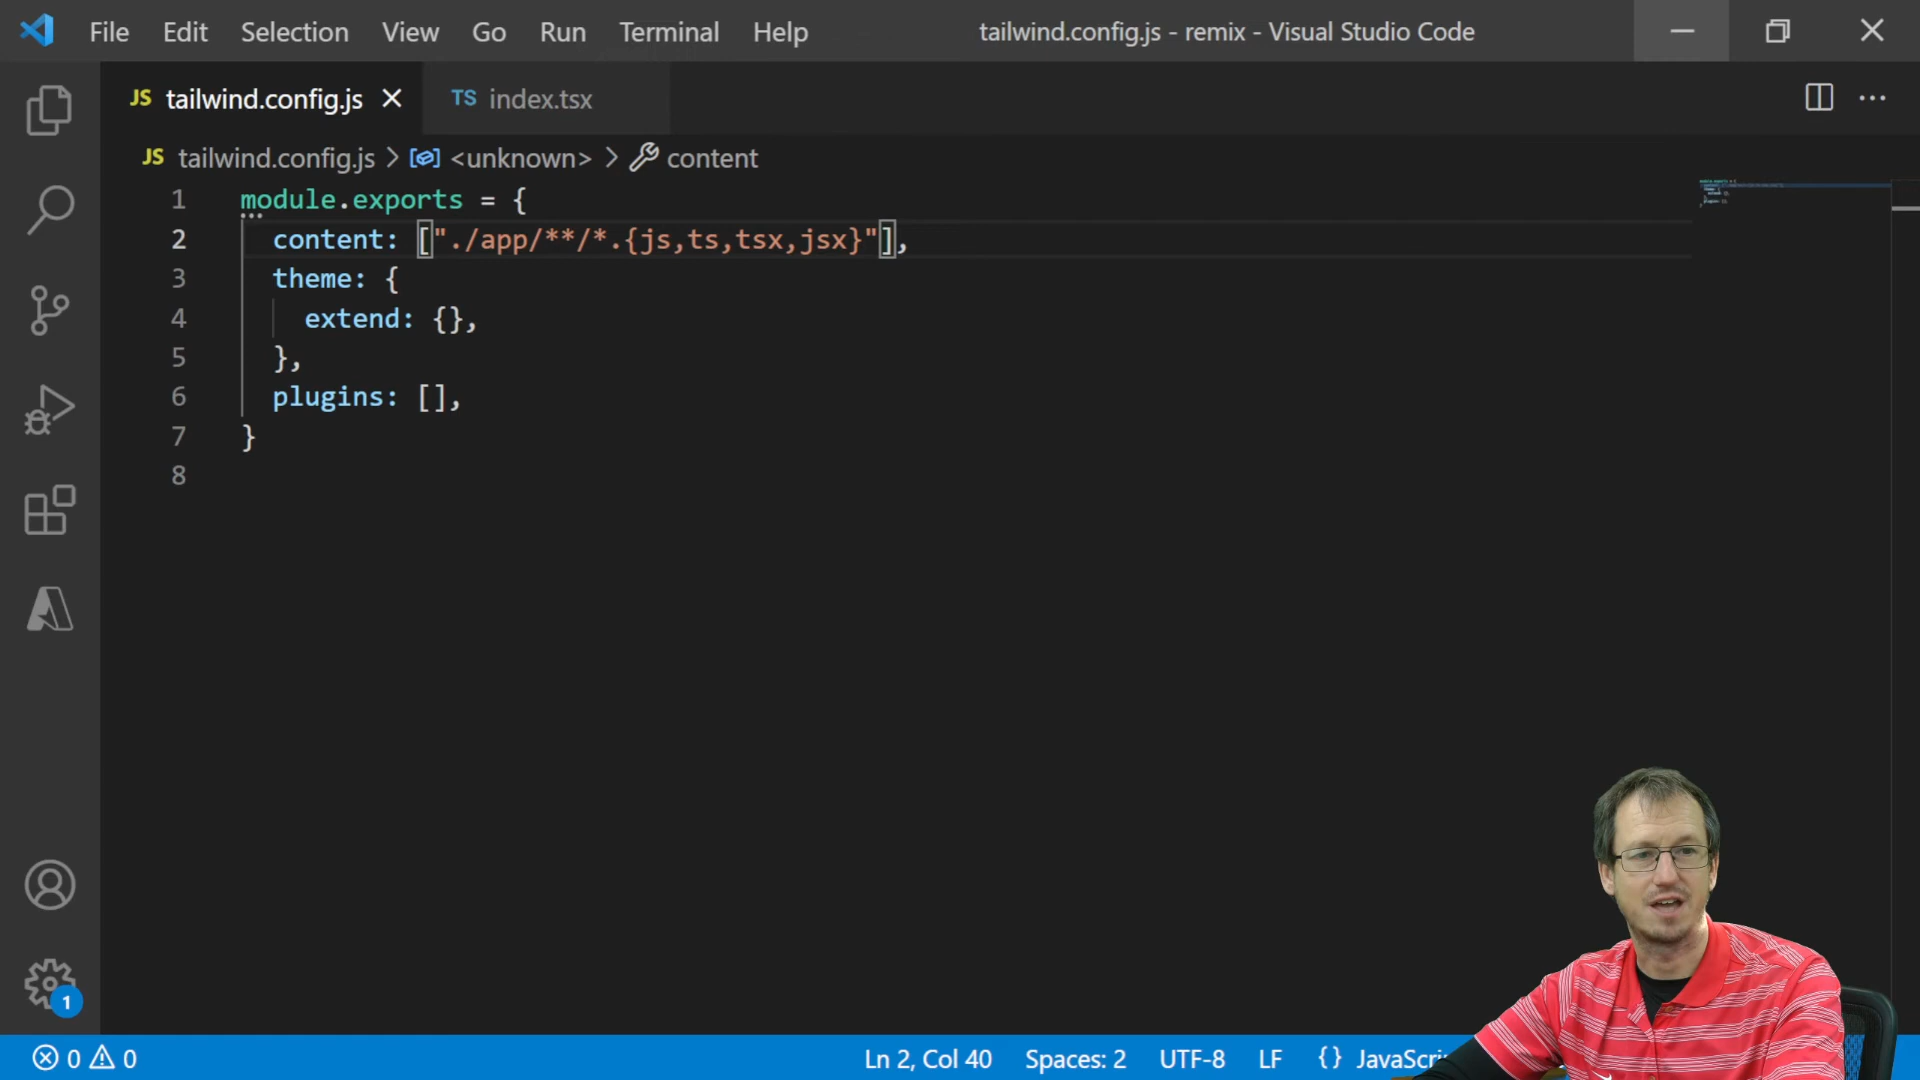 File Edit Selection View Go Run Terminal Help tailwind.config.js - remix - Visual Studio Code
JS tailwind.config.js TS index.tsx
JS tailwind.config.js > <unknown> > content
1 module.exports = {
2 content: ["./app/**/*.{js,ts,tsx,jsx}"],
3 theme: {
4 extend: {},
5 },
6 plugins: [],
7 }
8
1
0 0 Ln 2, Col 40 Spaces: 2 UTF-8 LF {} JavaScri